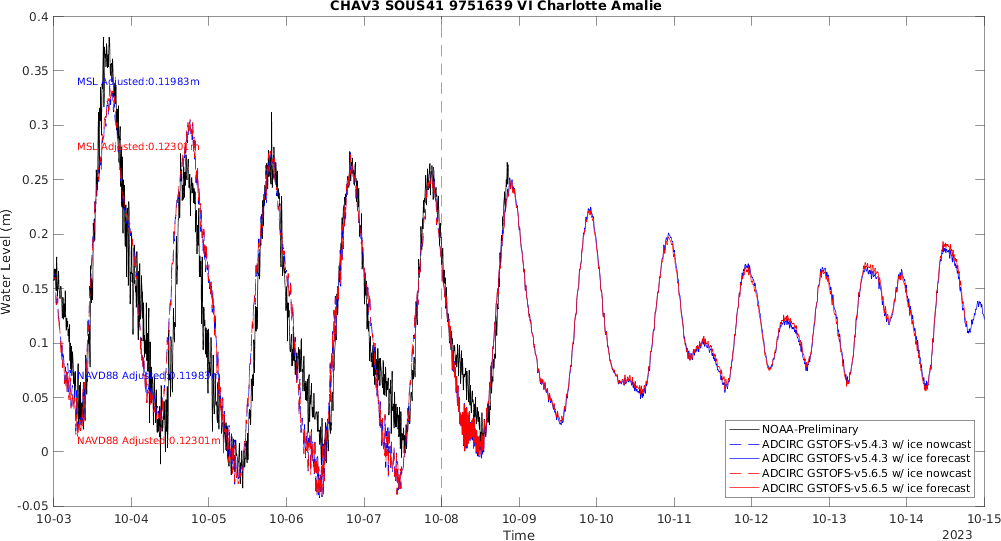 CHAV3 SOUS41 9751639 VI Charlotte Amalie
0.4
0.35
0.3
0.25
0.2
0.15
0.1
0.05
0
-0.05
Water Level (m)
MSL Adjusted:0.11983m
MSL Adjusted:0.12301m
NAVD88 Adjusted:0.11983m
NAVD88 Adjusted:0.12301m
NOAA-Preliminary
ADCIRC GSTOFS-v5.4.3 w/ ice nowcast
ADCIRC GSTOFS-v5.4.3 w/ ice forecast
ADCIRC GSTOFS-v5.6.5 w/ ice nowcast
ADCIRC GSTOFS-v5.6.5 w/ ice forecast
10-03 10-04 10-05 10-06 10-07 10-08 10-09 10-10 10-11 10-12 10-13 10-14 10-15
Time
2023